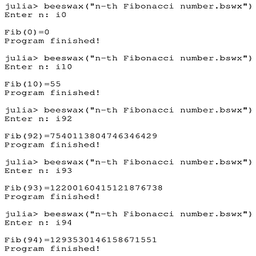 julia> beeswax("n-th Fibonacci number.bswx")
Enter n: i0
Fib(0)=0
Program finished!
julia> beeswax("n-th Fibonacci number.bswx")
Enter n: i10
Fib(10)=55
Program finished!
julia> beeswax("n-th Fibonacci number.bswx")
Enter n: i92
Fib(92)=7540113804746346429
Program finished!
julia> beeswax("n-th Fibonacci number.bswx")
Enter n: i93
Fib(93)=12200160415121876738
Program finished!
julia> beeswax("n-th Fibonacci number.bswx")
Enter n: i94
Fib(94)=1293530146158671551
Program finished!